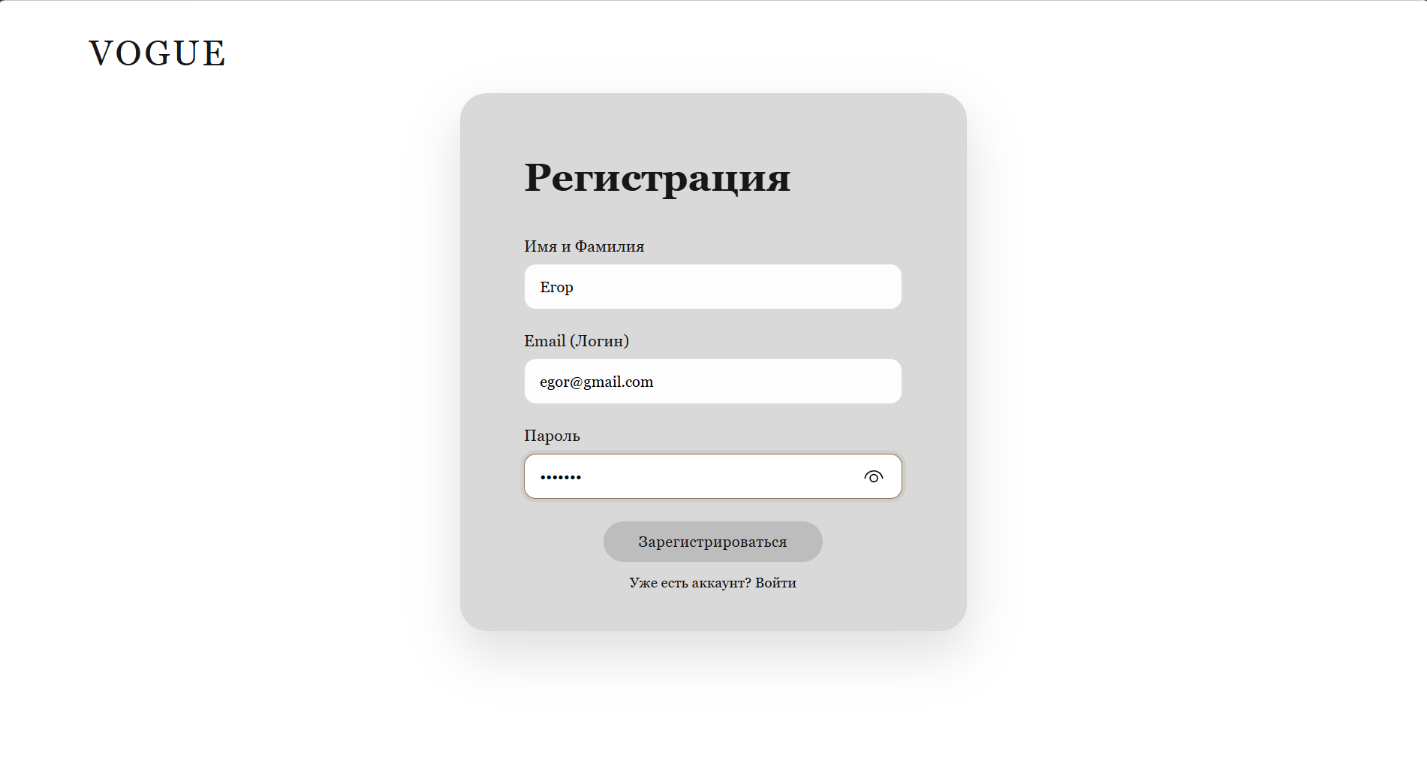 VOGUE
Регистрация
Имя и Фамилия
Егор
Email (Логин)
egor@gmail.com
Пароль
•••••••
Зарегистрироваться
Уже есть аккаунт? Войти